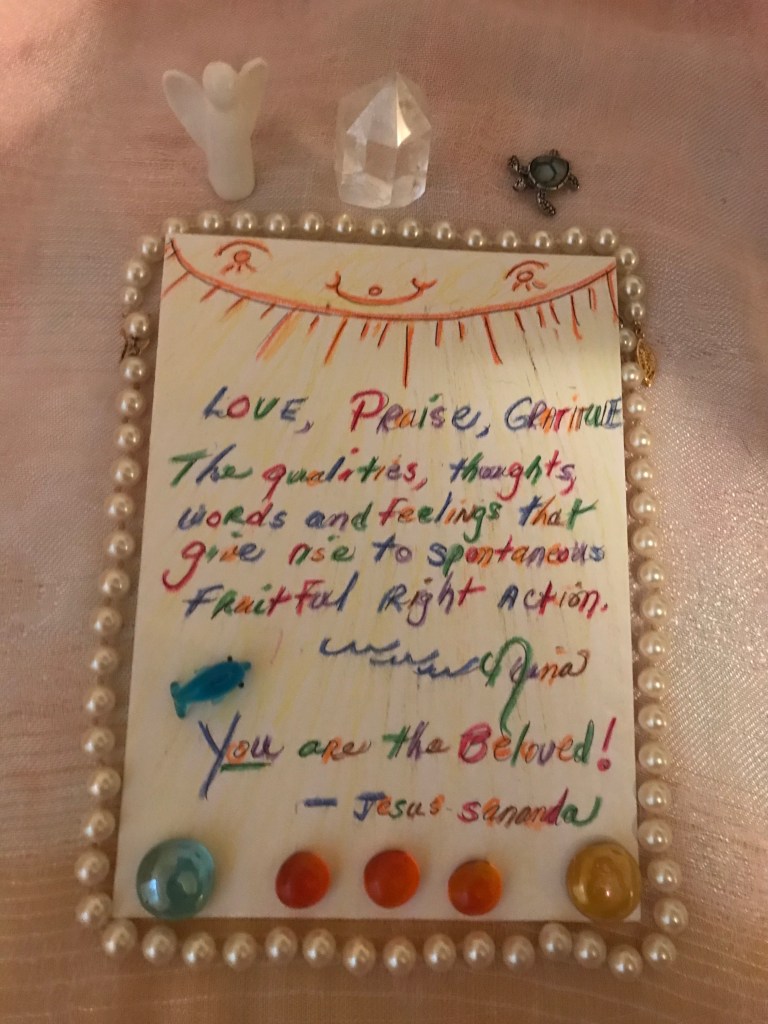 LOVE, Praise, GRATITUDE
The qualities, thoughts,
words and feelings that
give rise to spontaneous
Fruitful Right Action.
You are the Beloved!
— Jesus-Sananda